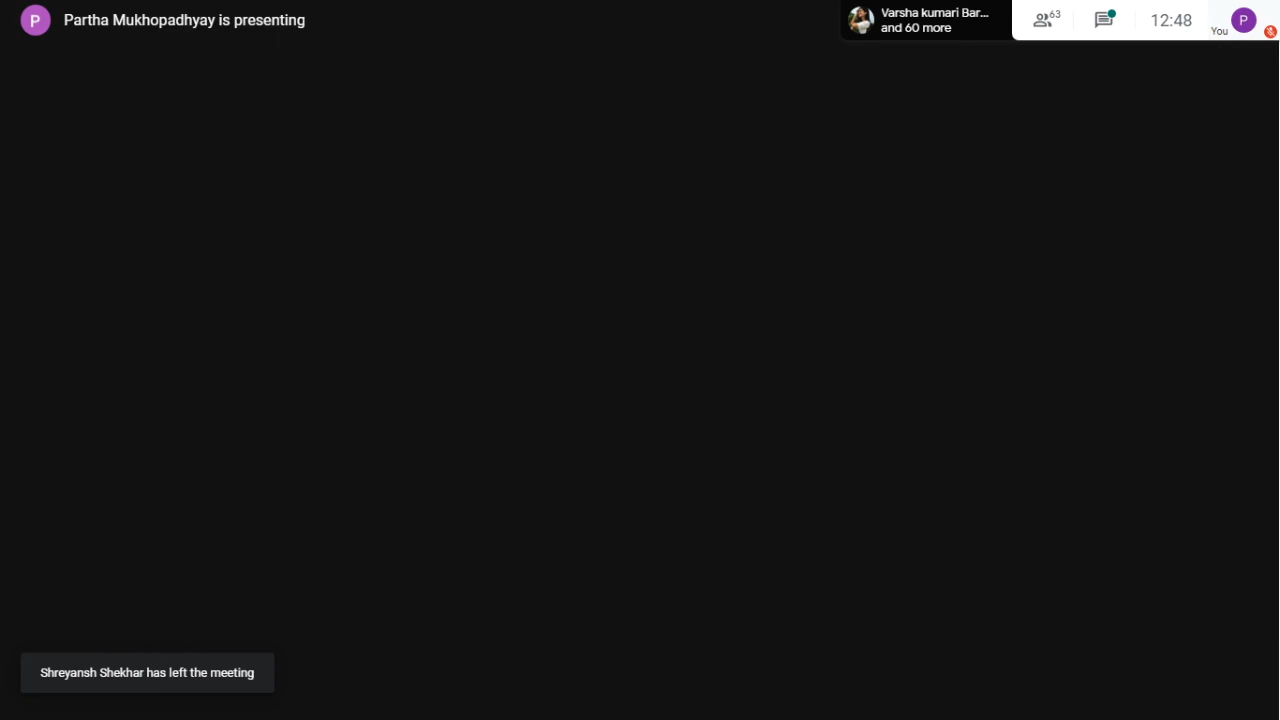 P
Partha Mukhopadhyay is presenting
Varsha kumari Bar...
and 60 more
63
12:48
You
P
Shreyansh Shekhar has left the meeting